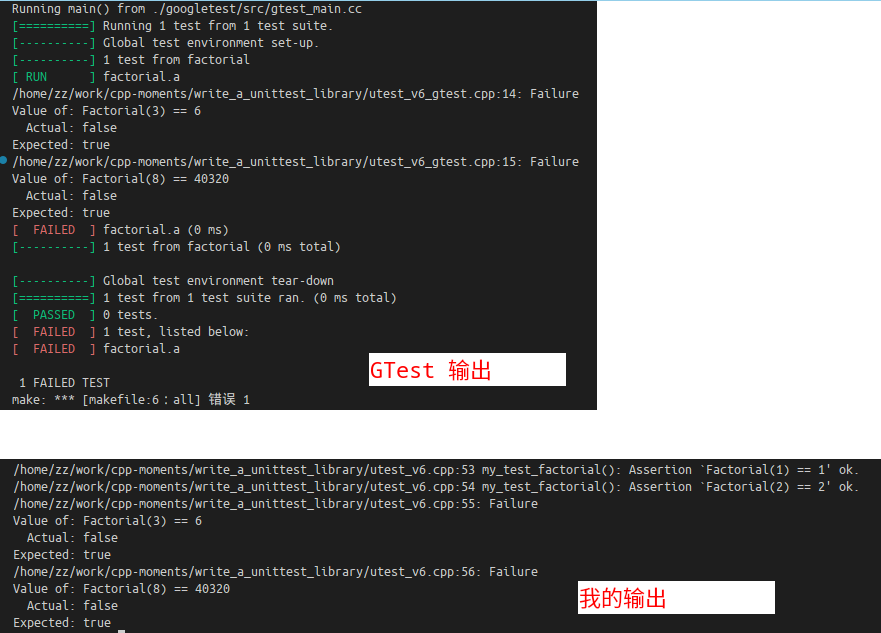 Running main() from ./googletest/src/gtest_main.cc
[==========] Running 1 test from 1 test suite.
[----------] Global test environment set-up.
[----------] 1 test from factorial
[ RUN      ] factorial.a
/home/zz/work/cpp-moments/write_a_unittest_library/utest_v6_gtest.cpp:14: Failure
Value of: Factorial(3) == 6
  Actual: false
Expected: true
/home/zz/work/cpp-moments/write_a_unittest_library/utest_v6_gtest.cpp:15: Failure
Value of: Factorial(8) == 40320
  Actual: false
Expected: true
[  FAILED  ] factorial.a (0 ms)
[----------] 1 test from factorial (0 ms total)
[----------] Global test environment tear-down
[==========] 1 test from 1 test suite ran. (0 ms total)
[  PASSED  ] 0 tests.
[  FAILED  ] 1 test, listed below:
[  FAILED  ] factorial.a
GTest 输出
 1 FAILED TEST
make: *** [makefile:6：all] 错误 1
/home/zz/work/cpp-moments/write_a_unittest_library/utest_v6.cpp:53 my_test_factorial(): Assertion `Factorial(1) == 1' ok.
/home/zz/work/cpp-moments/write_a_unittest_library/utest_v6.cpp:54 my_test_factorial(): Assertion `Factorial(2) == 2' ok.
/home/zz/work/cpp-moments/write_a_unittest_library/utest_v6.cpp:55: Failure
Value of: Factorial(3) == 6
  Actual: false
Expected: true
/home/zz/work/cpp-moments/write_a_unittest_library/utest_v6.cpp:56: Failure
Value of: Factorial(8) == 40320
  Actual: false
Expected: true
我的输出